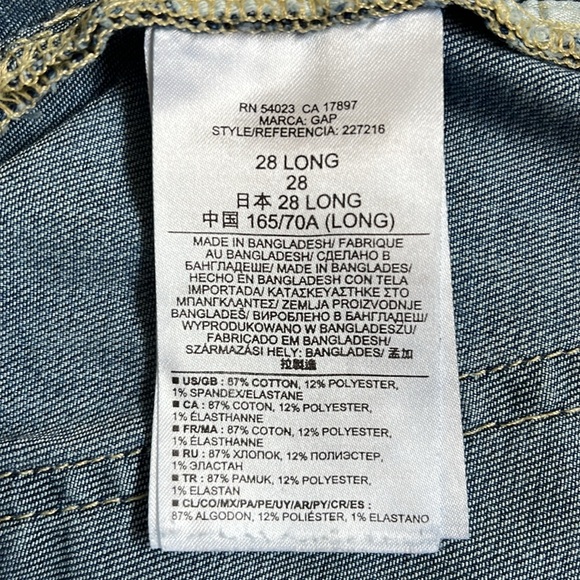 RN 54023 CA 17897
MARCA: GAP
STYLE/REFERENCIA: 227216
28 LONG
28
日本 28 LONG
中国 165/70A (LONG)
MADE IN BANGLADESH/ FABRIQUE
AU BANGLADESH/ СДЕЛАНО В
БАНГЛАДЕШЕ/ MADE IN BANGLADES/
HECHO EN BANGLADESH CON TELA
IMPORTADA/ ΚΑΤΑΣΚΕΥΑΣΤΗΚΕ ΣΤΟ
ΜΠΑΝΓΚΛΑΝΤΕΣ/ ZEMLJA PROIZVODNJE
BANGLADEŠ/ ВИРОБЛЕНО В БАНГЛАДЕШ/
WYPRODUKOWANO W BANGLADESZU/
FABRICADO EM BANGLADESH/
SZÁRMAZÁSI HELY: BANGLADES/ 孟加
拉製造
■ US/GB : 87% COTTON, 12% POLYESTER,
1% SPANDEX/ELASTANE
■ CA : 87% COTON, 12% POLYESTER,
1% ÉLASTHANNE
■ FR/MA : 87% COTON, 12% POLYESTER,
1% ÉLASTHANNE
■ RU : 87% ХЛОПОК, 12% ПОЛИЭСТЕР,
1% ЭЛАСТАН
■ TR : 87% PAMUK, 12% POLYESTER,
1% ELASTAN
■ CL/CO/MX/PA/PE/UY/AR/PY/CR/ES :
87% ALGODON, 12% POLIÉSTER, 1% ELASTANO